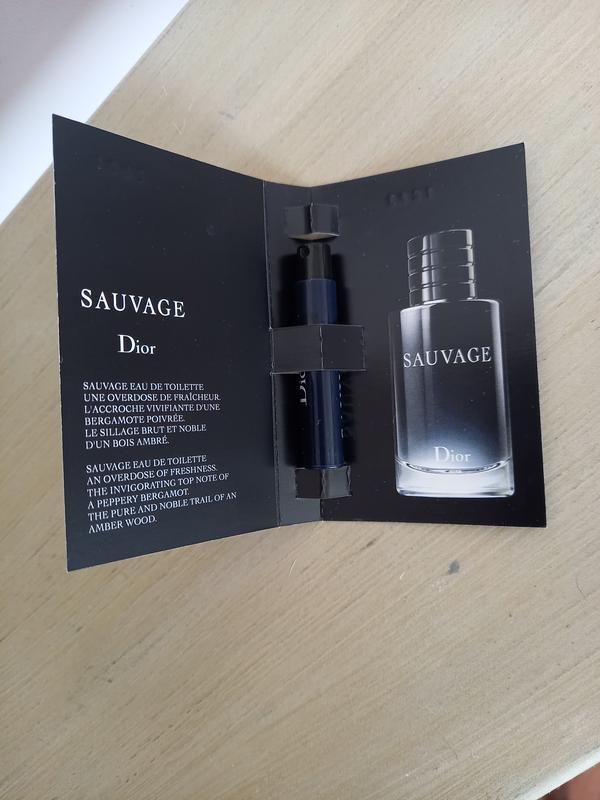 SAUVAGE
Dior
SAUVAGE EAU DE TOILETTE
UNE OVERDOSE DE FRAÎCHEUR.
L'ACCROCHE VIVIFIANTE D'UNE
BERGAMOTE POIVRÉE.
LE SILLAGE BRUT ET NOBLE
D'UN BOIS AMBRÉ.
SAUVAGE EAU DE TOILETTE
AN OVERDOSE OF FRESHNESS.
THE INVIGORATING TOP NOTE OF
A PEPPERY BERGAMOT.
THE PURE AND NOBLE TRAIL OF AN
AMBER WOOD.
SAUVAGE
Dior